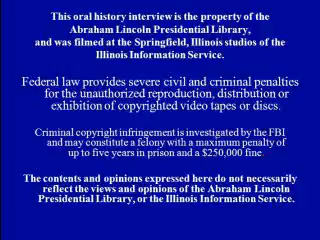 This oral history interview is the property of the
Abraham Lincoln Presidential Library,
and was filmed at the Springfield, Illinois studios of the
Illinois Information Service.
Federal law provides severe civil and criminal penalties
for the unauthorized reproduction, distribution or
exhibition of copyrighted video tapes or discs.
Criminal copyright infringement is investigated by the FBI
and may constitute a felony with a maximum penalty of
up to five years in prison and a $250,000 fine.
The contents and opinions expressed here do not necessarily
reflect the views and opinions of the Abraham Lincoln
Presidential Library, or the Illinois Information Service.